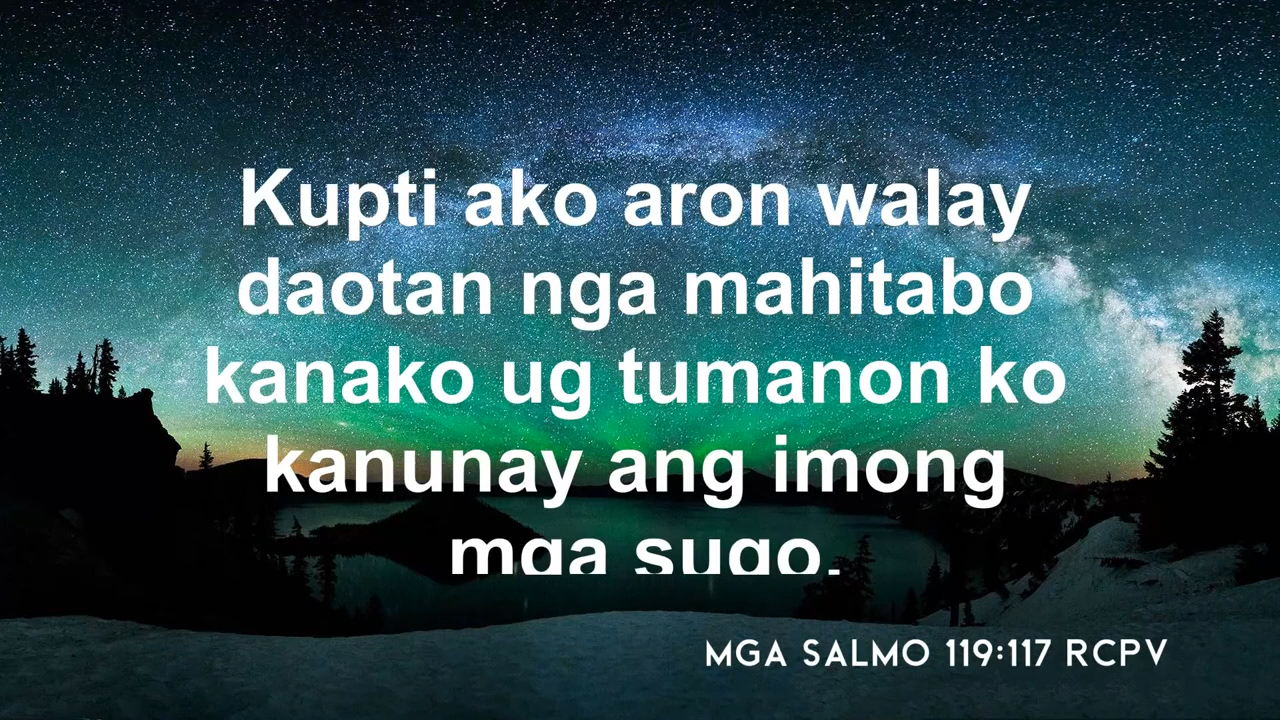 Kupti ako aron walay
daotan nga mahitabo
kanako ug tumanon ko
kanunay ang imong
mga sugo.
MGA SALMO 119:117 RCPV